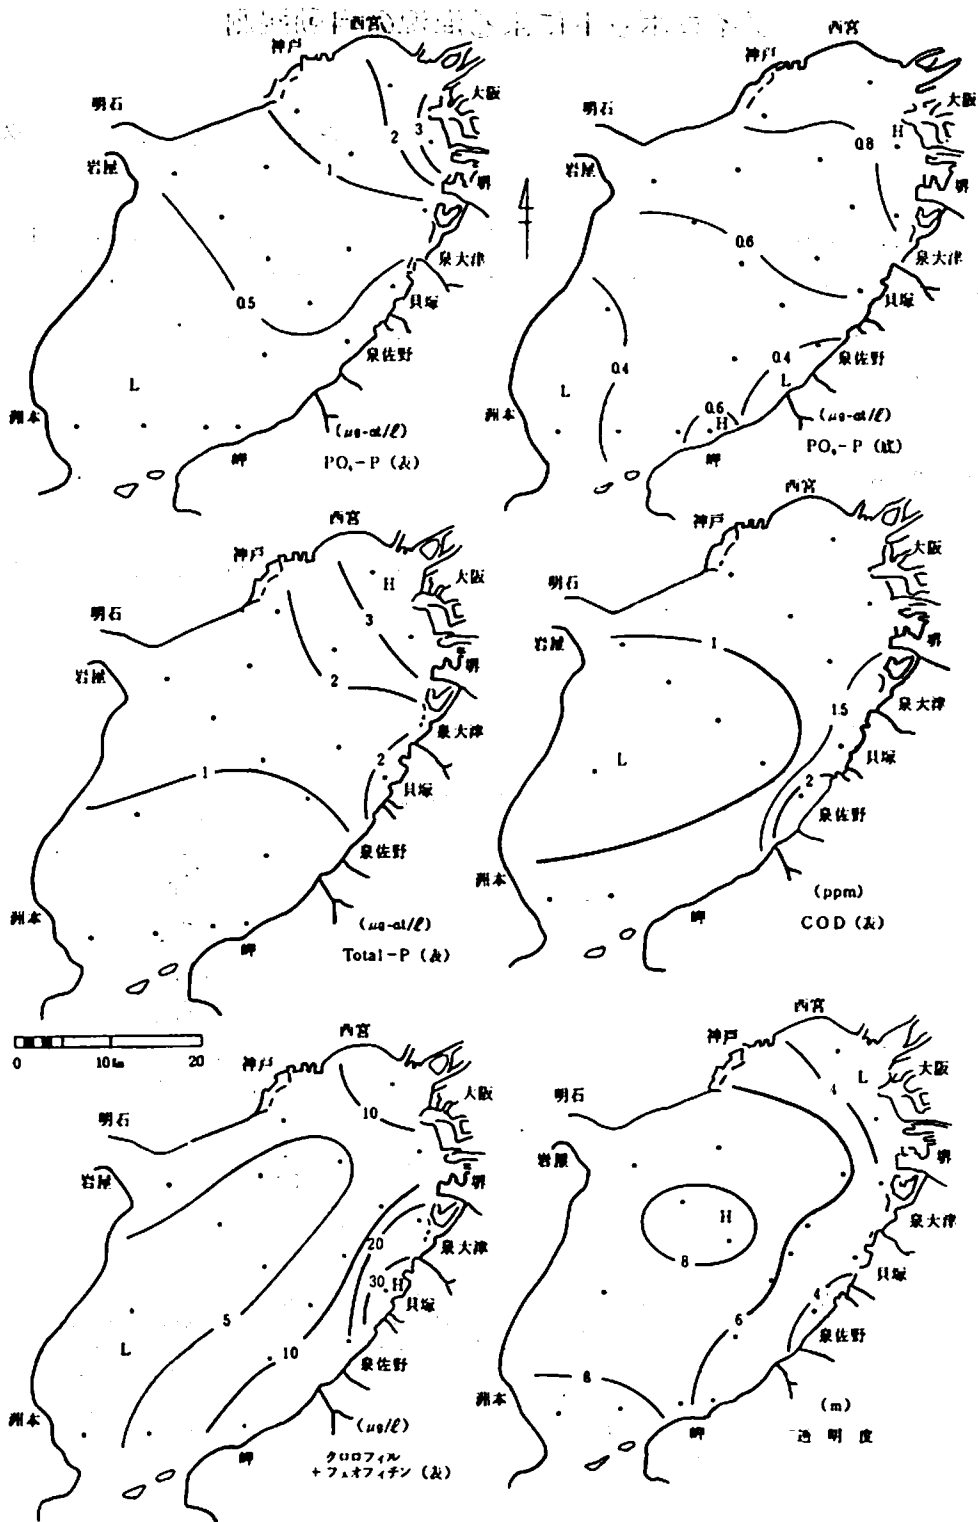 西宮
神戸
大阪
明石
3
2
1
岩屋
堺
泉大津
0.5
貝塚
泉佐野
L
洲本
(μg-at/ℓ)
岬
PO₄-P (表)
西宮
神戸
大阪
明石
H
0.8
岩屋
堺
0.6
泉大津
貝塚
泉佐野
0.4
0.4
L
L
洲本
0.6
H
(μg-at/ℓ)
岬
PO₄-P (底)
西宮
神戸
H
大阪
明石
3
堺
岩屋
2
泉大津
2
1
貝塚
泉佐野
洲本
(μg-at/ℓ)
岬
Total-P (表)
西宮
神戸
大阪
明石
岩屋
1
堺
泉大津
1.5
L
2
貝塚
泉佐野
洲本
(ppm)
岬
COD (表)
0
10km
20
西宮
神戸
大阪
明石
10
堺
岩屋
20
泉大津
30
H
貝塚
5
L
10
泉佐野
洲本
(μg/ℓ)
岬
クロロフィル
+フェオフィチン (表)
西宮
神戸
4
L
大阪
明石
岩屋
堺
H
泉大津
8
貝塚
4
6
泉佐野
8
洲本
(m)
岬
透明度